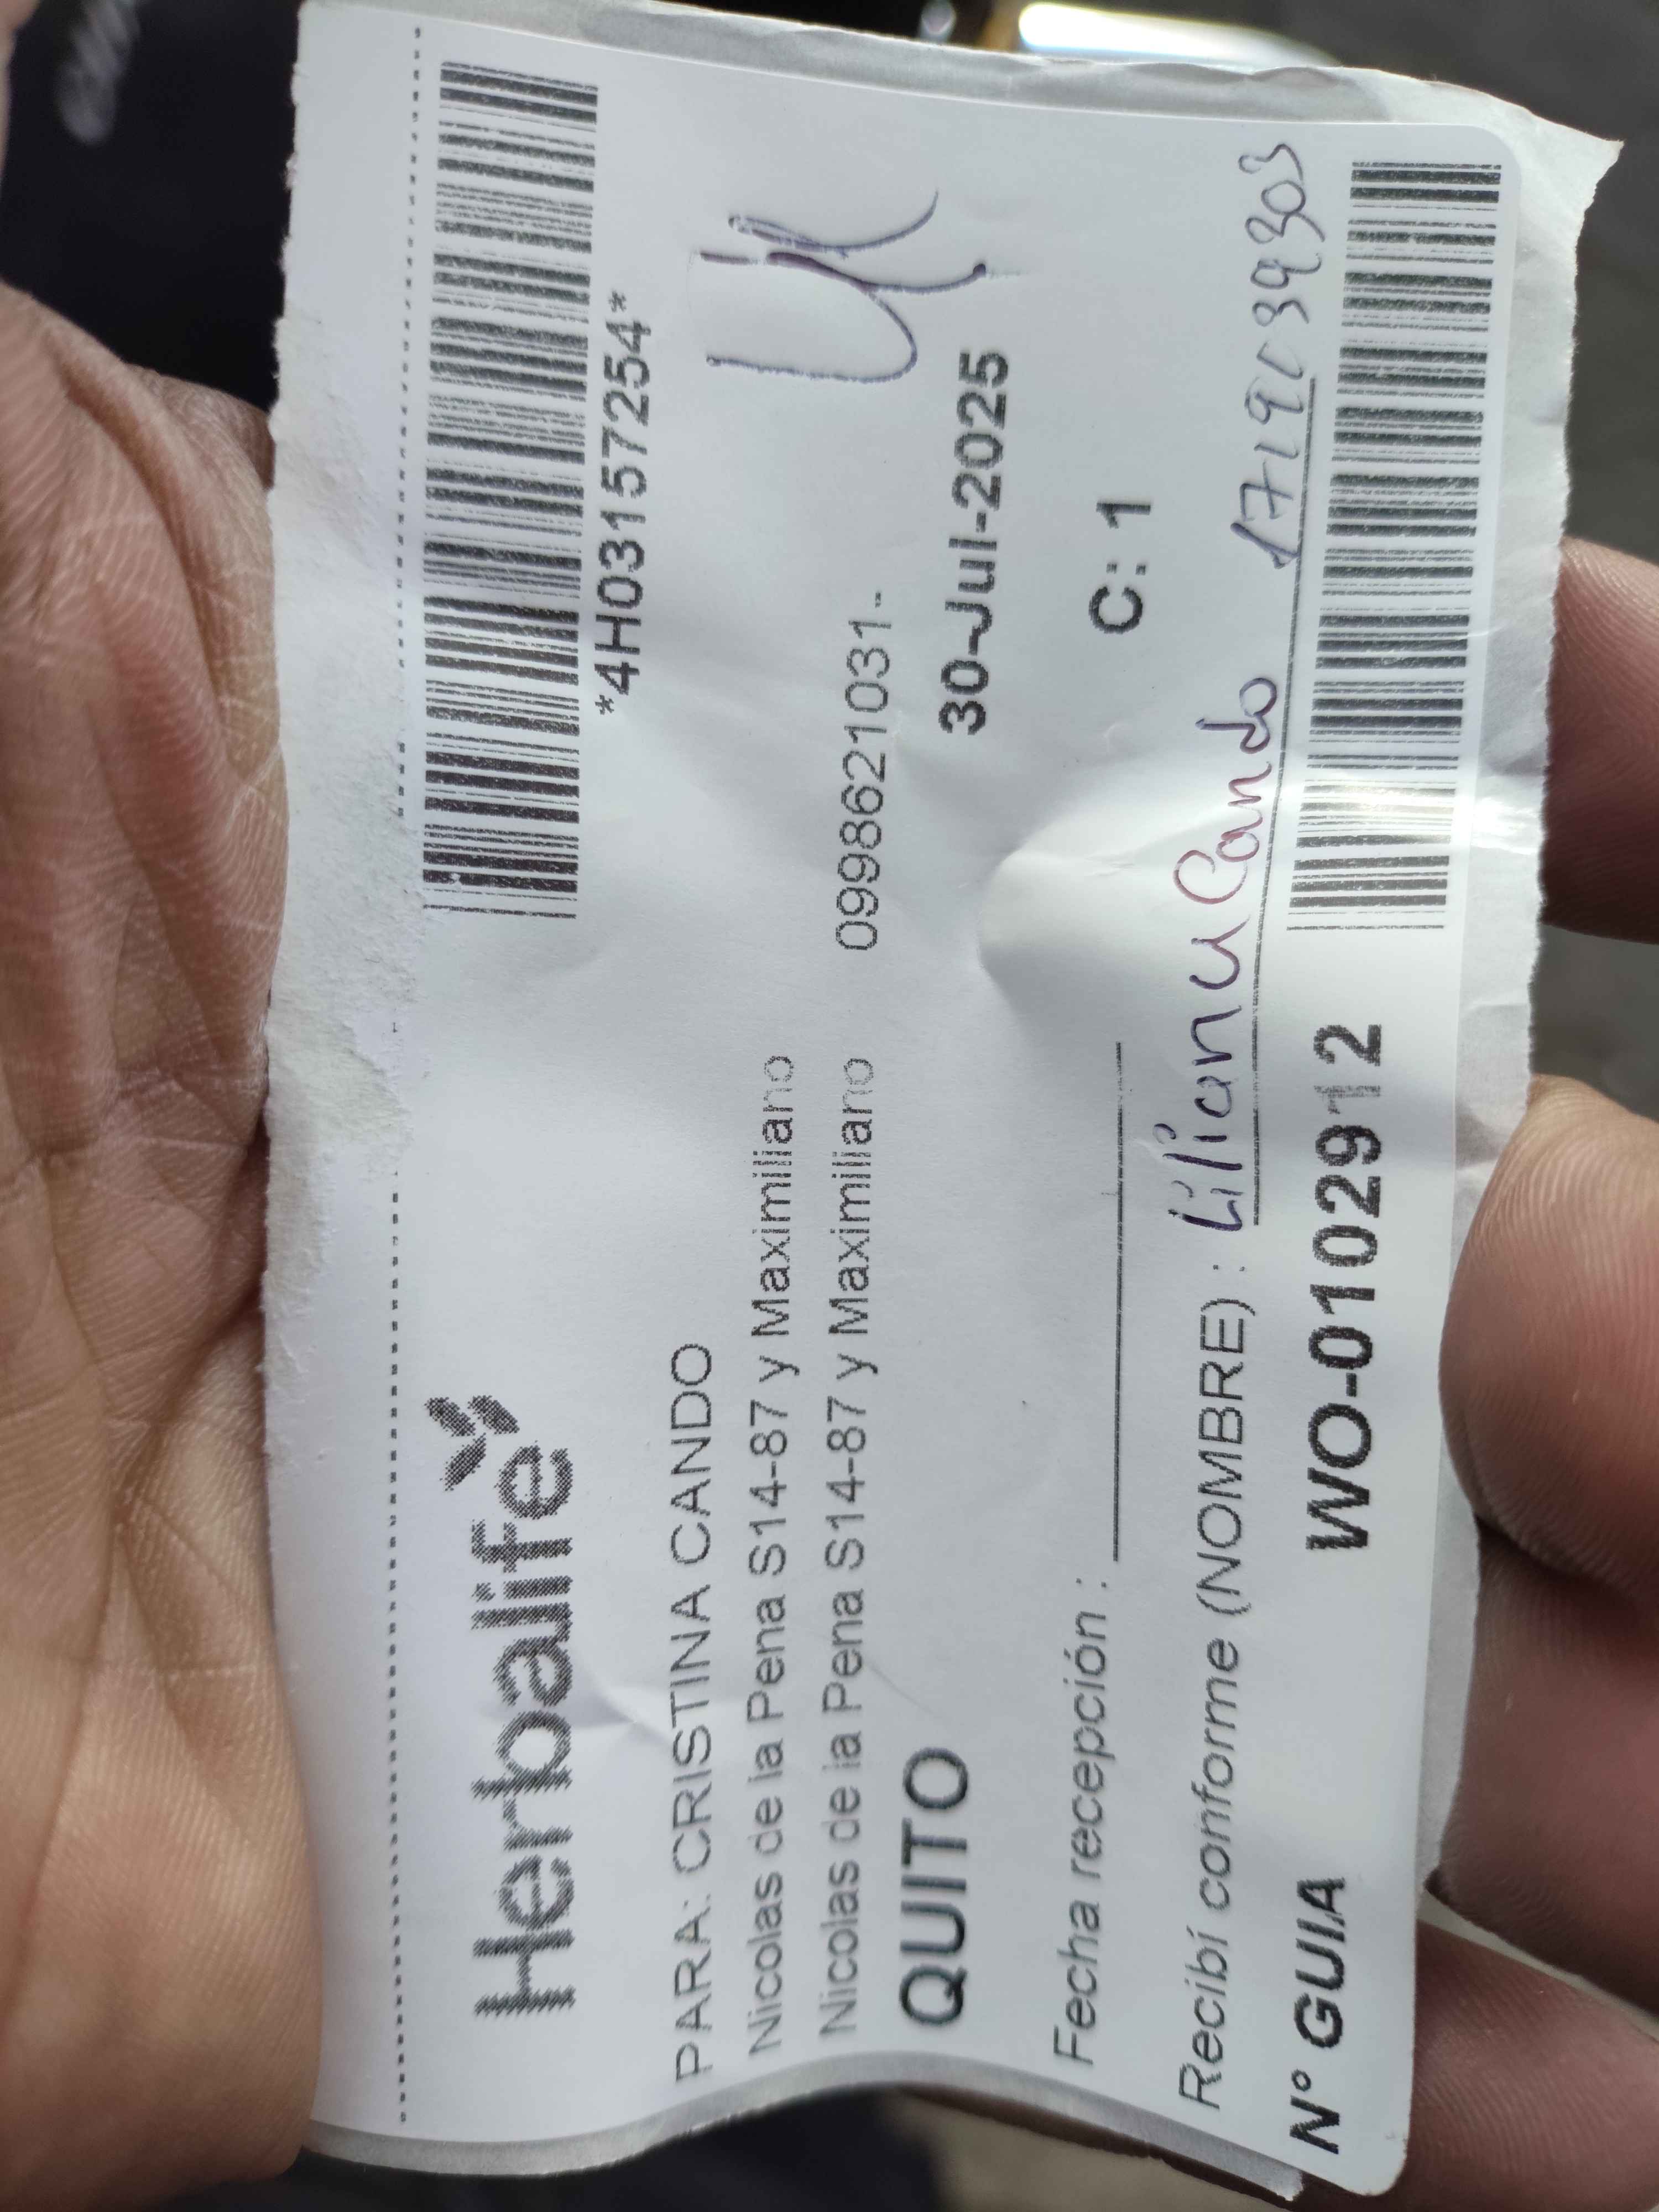 Herbalife
*4H03157254*
PARA: CRISTINA CANDO
Nicolas de la Pena S14-87 y Maximiliano
Nicolas de la Pena S14-87 y Maximiliano 0998621031-
QUITO 30-Jul-2025
Fecha recepción :
C: 1
Recibí conforme (NOMBRE) : Liliana Cando
N° GUIA WO-0102912